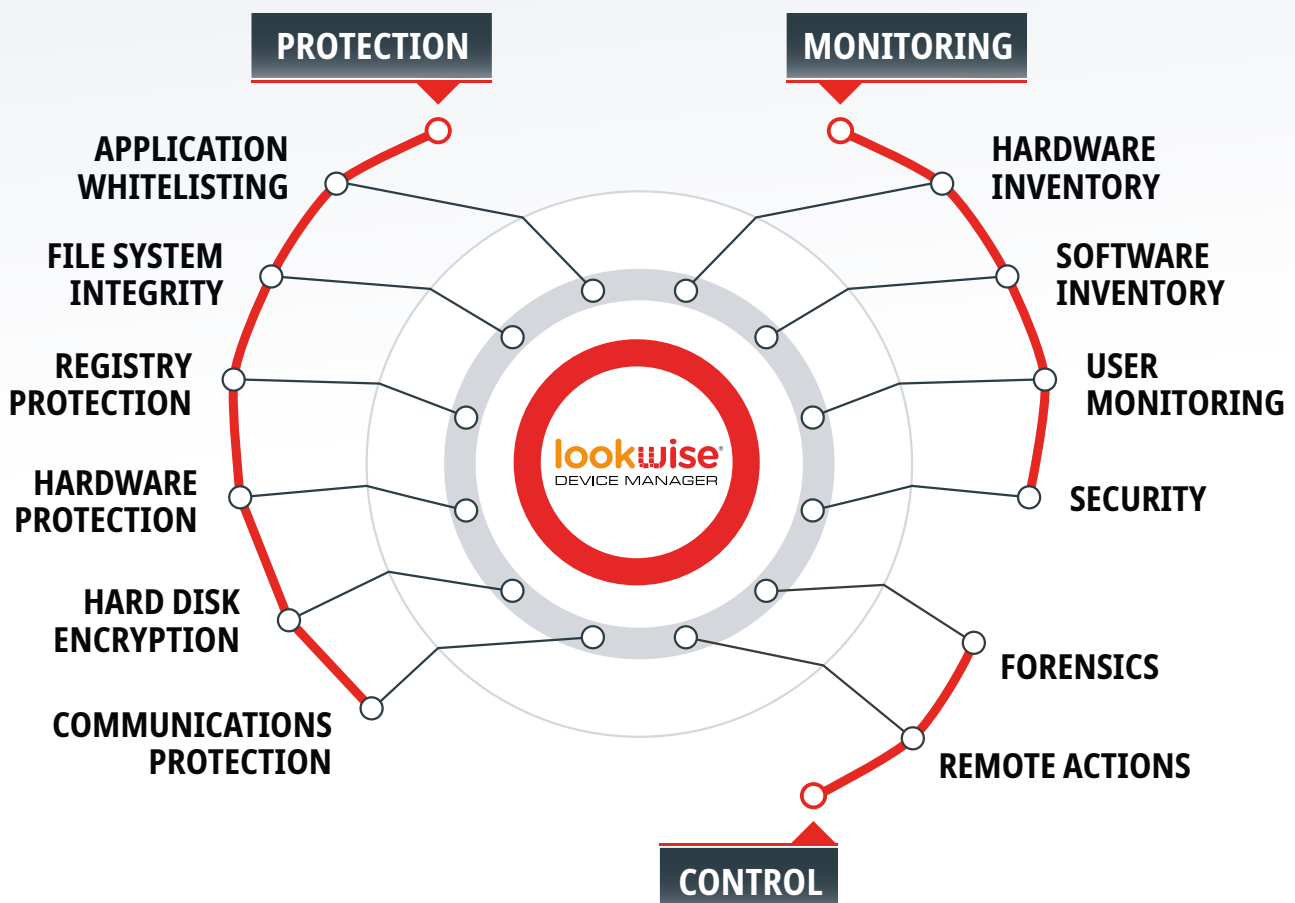 PROTECTION
APPLICATION
WHITELISTING
FILE SYSTEM
INTEGRITY
REGISTRY
PROTECTION
HARDWARE
PROTECTION
HARD DISK
ENCRYPTION
COMMUNICATIONS
PROTECTION
lookwise®
DEVICE MANAGER
MONITORING
HARDWARE
INVENTORY
SOFTWARE
INVENTORY
USER
MONITORING
SECURITY
FORENSICS
REMOTE ACTIONS
CONTROL